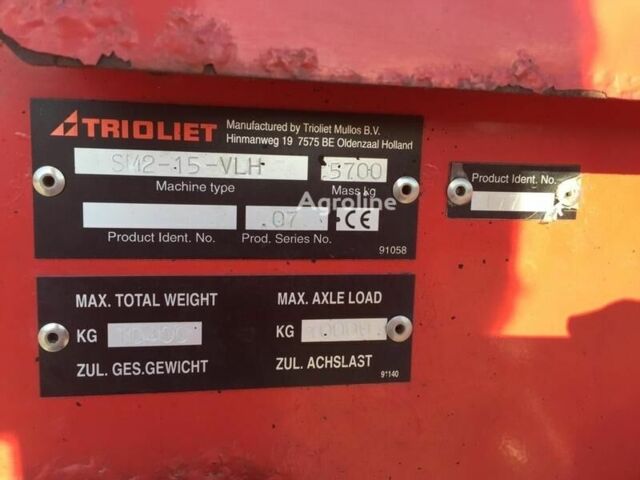 TRIOLIET
Manufactured by Trioliet Mullos B.V.
Hinmanweg 19 7575 BE Oldenzaal Holland
SM2-15-VLH
5700
Machine type
Mass kg
Agroline
07
CE
Product Ident. No.
Prod. Series No.
91058
Product Ident. No.
MAX. TOTAL WEIGHT
MAX. AXLE LOAD
KG
KG
ZUL. GES.GEWICHT
ZUL. ACHSLAST
91140